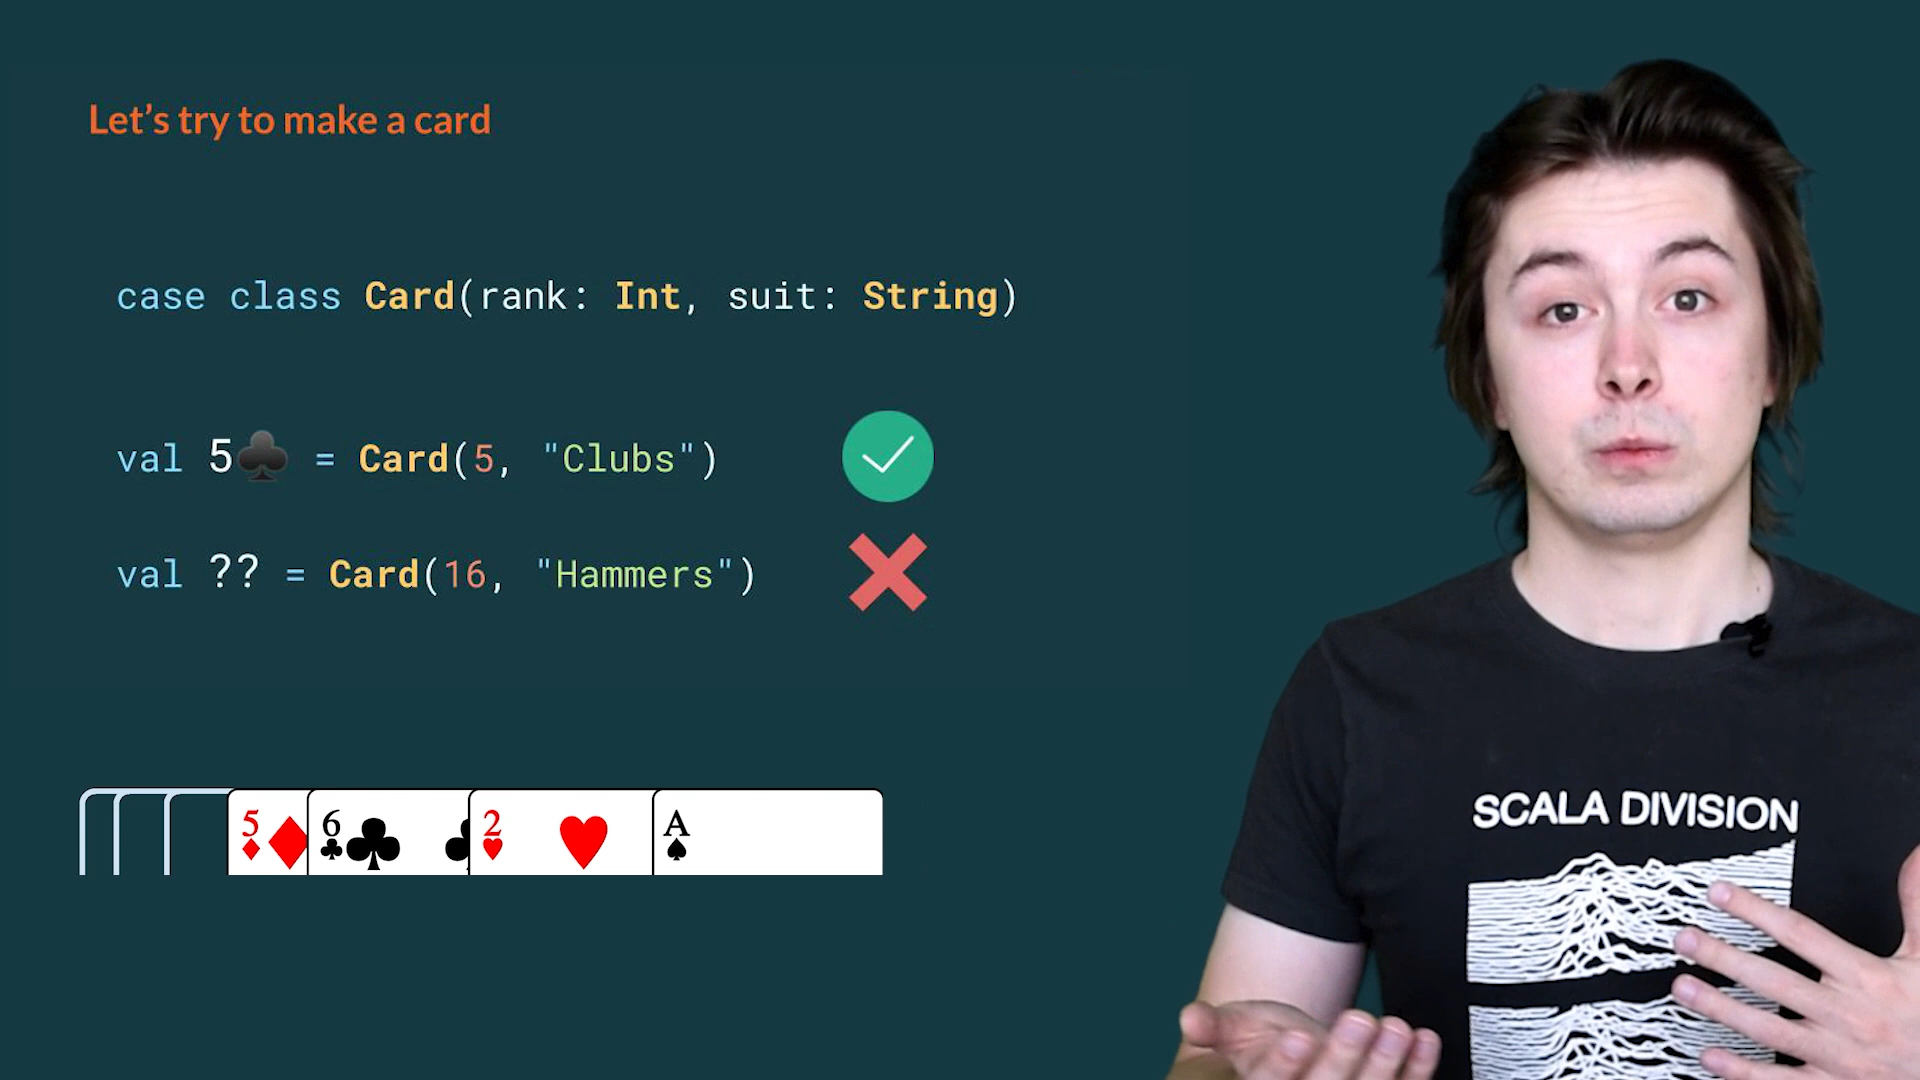 Let's try to make a card
case class Card(rank: Int, suit: String)
val 5♣ = Card(5, "Clubs")
val ?? = Card(16, "Hammers")
5♦ 6♣ 2♥ A♠
SCALA DIVISION